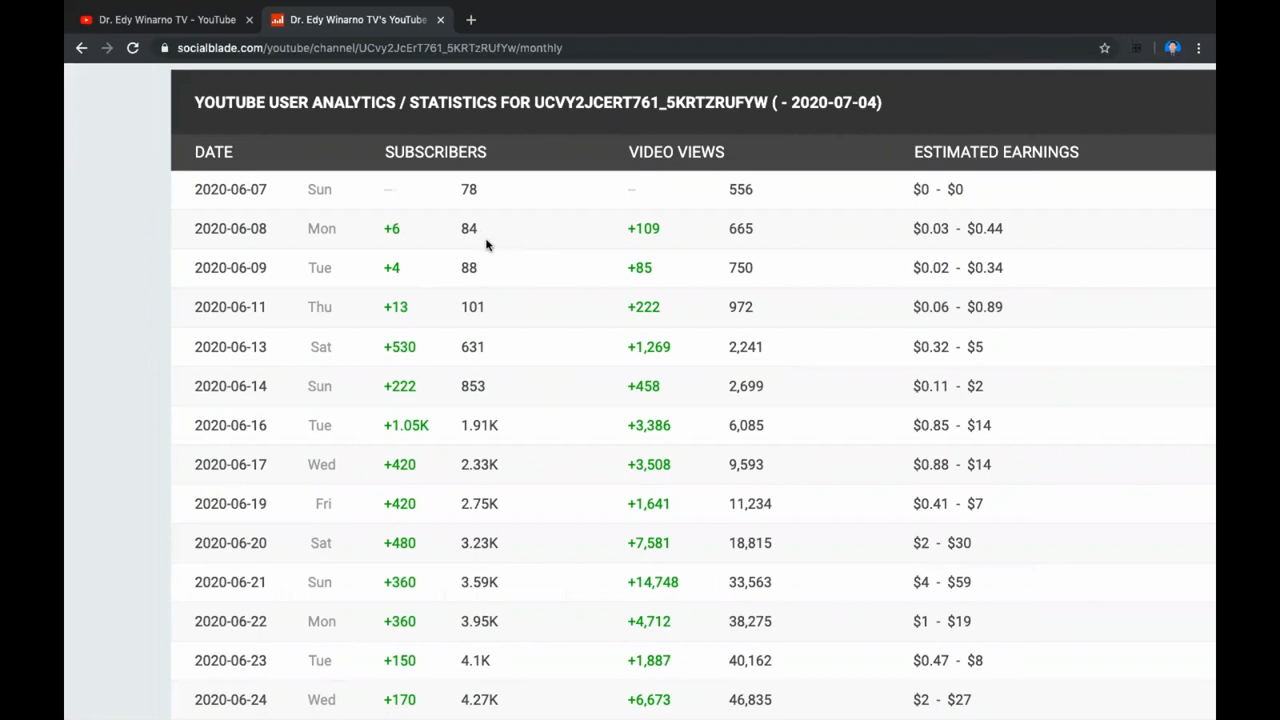 Dr. Edy Winarno TV - YouTube
Dr. Edy Winarno TV's YouTube
socialblade.com/youtube/channel/UCvy2JcErT761_5KRTzRUfYw/monthly
YOUTUBE USER ANALYTICS / STATISTICS FOR UCVY2JCERT761_5KRTZRUFYW ( - 2020-07-04)
DATE SUBSCRIBERS VIDEO VIEWS ESTIMATED EARNINGS
2020-06-07 Sun -- 78 -- 556 $0 - $0
2020-06-08 Mon +6 84 +109 665 $0.03 - $0.44
2020-06-09 Tue +4 88 +85 750 $0.02 - $0.34
2020-06-11 Thu +13 101 +222 972 $0.06 - $0.89
2020-06-13 Sat +530 631 +1,269 2,241 $0.32 - $5
2020-06-14 Sun +222 853 +458 2,699 $0.11 - $2
2020-06-16 Tue +1.05K 1.91K +3,386 6,085 $0.85 - $14
2020-06-17 Wed +420 2.33K +3,508 9,593 $0.88 - $14
2020-06-19 Fri +420 2.75K +1,641 11,234 $0.41 - $7
2020-06-20 Sat +480 3.23K +7,581 18,815 $2 - $30
2020-06-21 Sun +360 3.59K +14,748 33,563 $4 - $59
2020-06-22 Mon +360 3.95K +4,712 38,275 $1 - $19
2020-06-23 Tue +150 4.1K +1,887 40,162 $0.47 - $8
2020-06-24 Wed +170 4.27K +6,673 46,835 $2 - $27